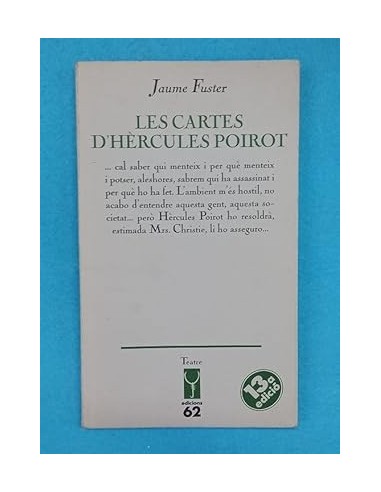 Jaume Fuster
LES CARTES
D'HÈRCULES POIROT
... cal saber qui menteix i per què menteix
i potser, aleshores, sabrem qui ha assassinat i
per què ho ha fet. L'ambient m'és hostil, no
acabo d'entendre aquesta gent, aquesta so-
cietat... però Hèrcules Poirot ho resoldrà,
estimada Mrs. Christie, li ho asseguro...
Teatre
edicions
62
13a
edició